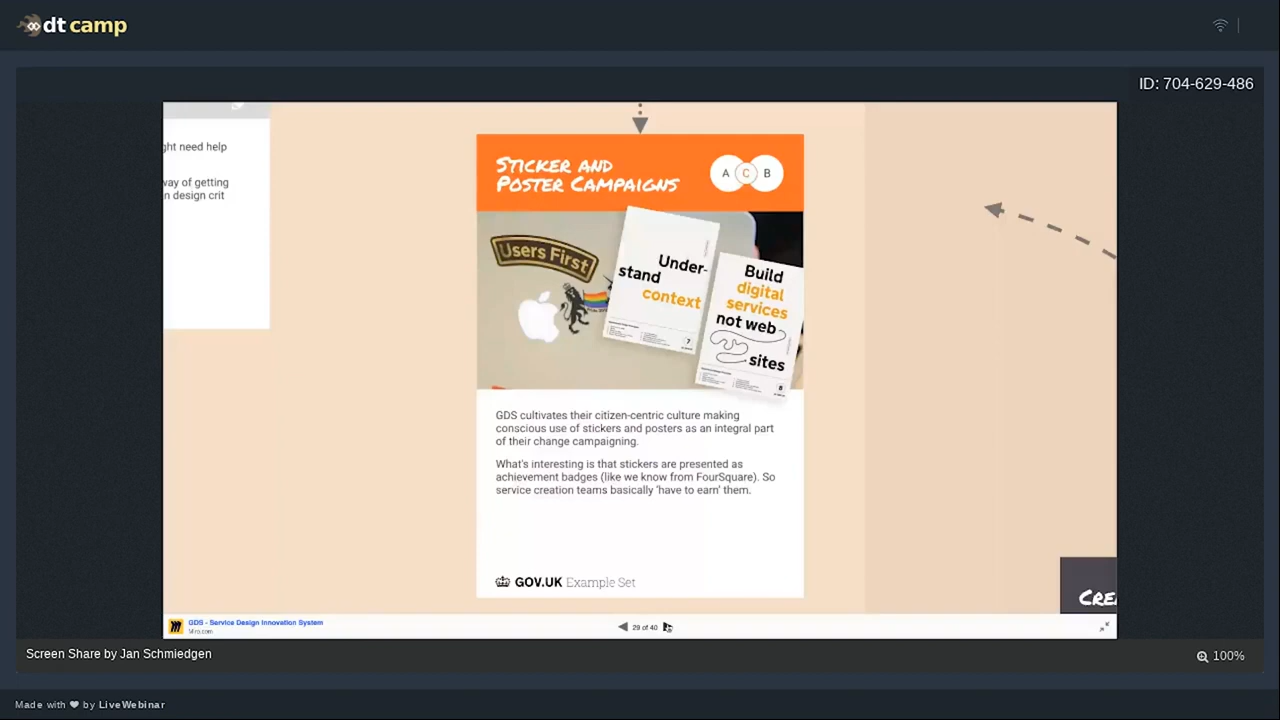 dt camp
ID: 704-629-486
ght need help
way of getting
n design crit
STICKER AND
POSTER CAMPAIGNS
A C B
Users First
Under-
stand
context
7
Build
digital
services
not web
sites
8
GDS cultivates their citizen-centric culture making
conscious use of stickers and posters as an integral part
of their change campaigning.
What's interesting is that stickers are presented as
achievement badges (like we know from FourSquare). So
service creation teams basically 'have to earn' them.
GOV.UK Example Set
CRE
GDS - Service Design Innovation System
Miro.com
29 of 40
Screen Share by Jan Schmiedgen
100%
Made with ❤ by LiveWebinar